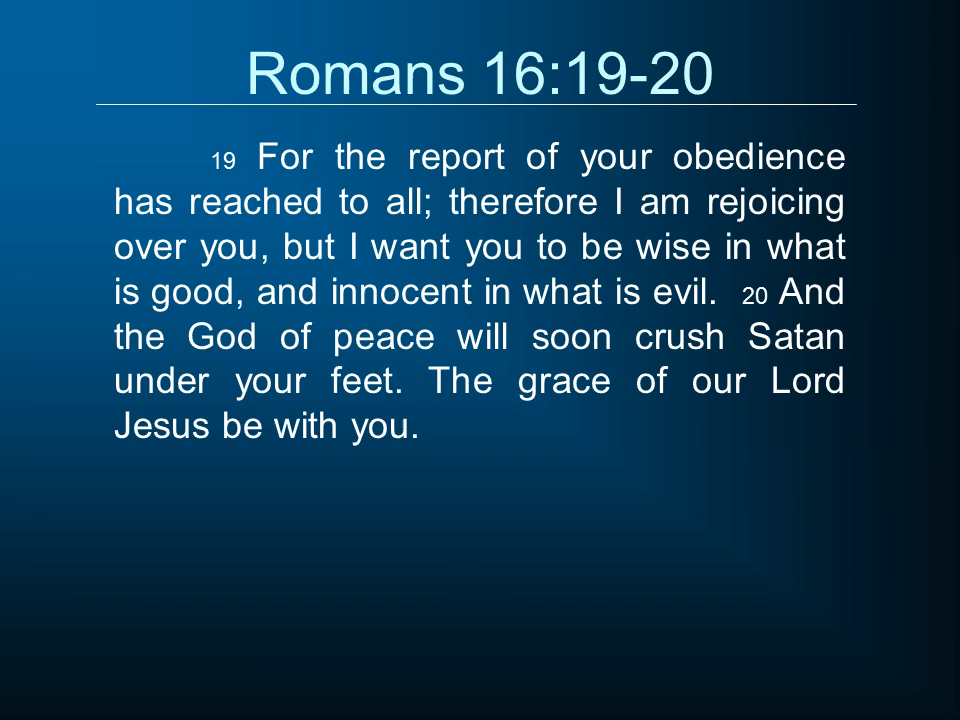 Romans 16:19-20
19 For the report of your obedience
has reached to all; therefore I am rejoicing
over you, but I want you to be wise in what
is good, and innocent in what is evil. 20 And
the God of peace will soon crush Satan
under your feet. The grace of our Lord
Jesus be with you.